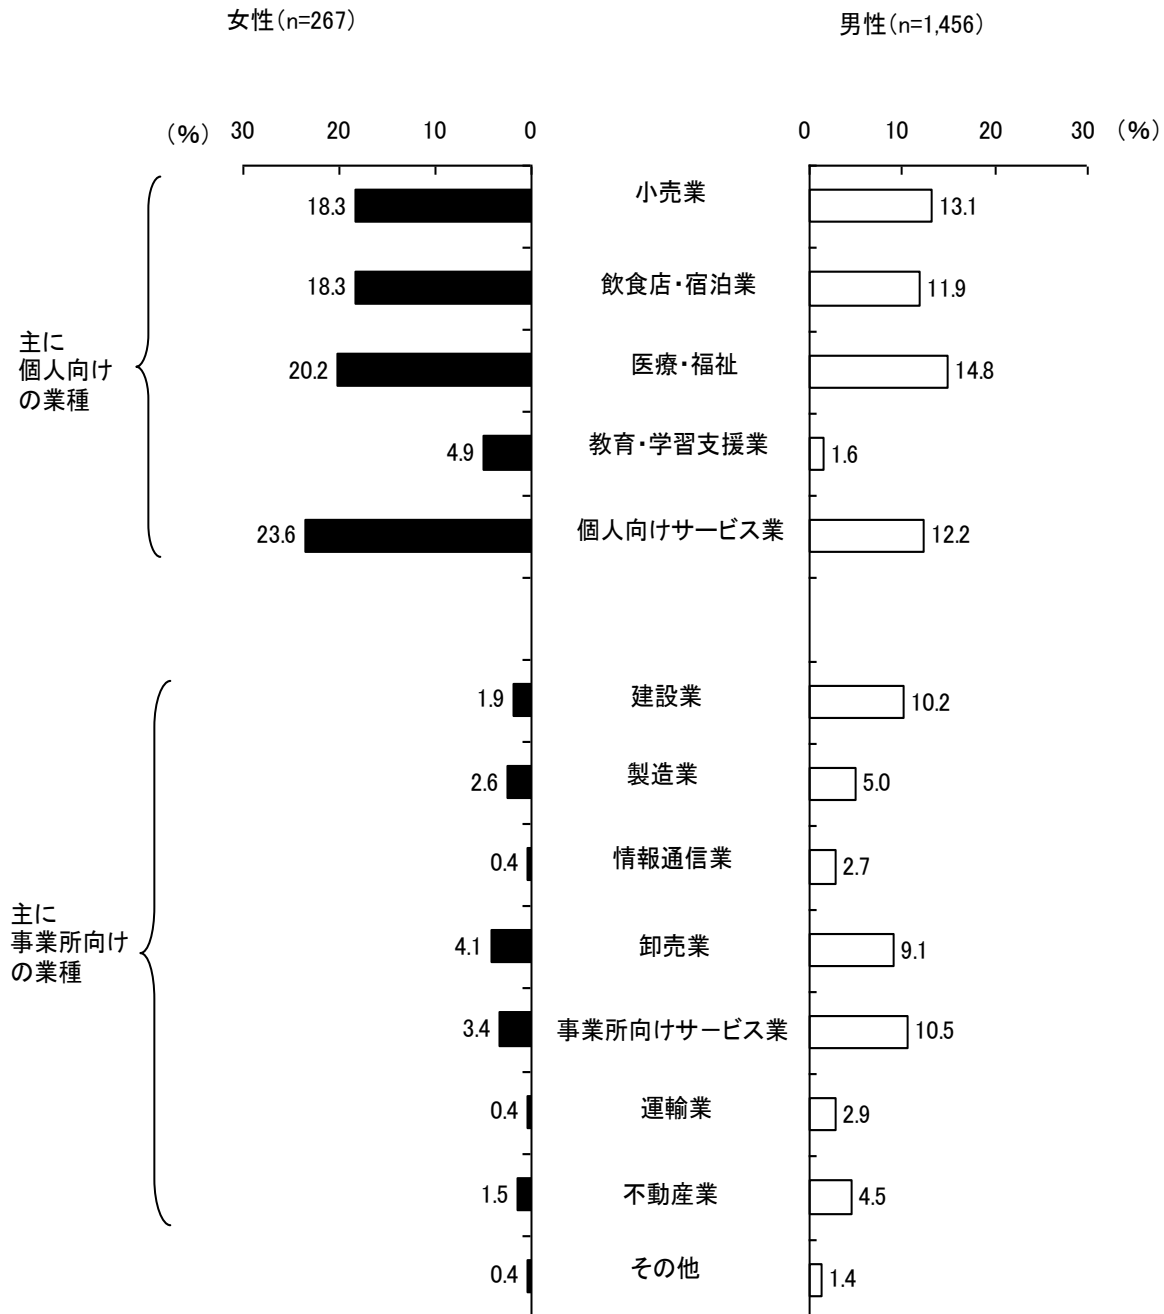 女性(n=267)
男性(n=1,456)
(%) 30 20 10 0
0 10 20 30 (%)
主に
個人向け
の業種
18.3 小売業 13.1
18.3 飲食店・宿泊業 11.9
20.2 医療・福祉 14.8
4.9 教育・学習支援業 1.6
23.6 個人向けサービス業 12.2
主に
事業所向け
の業種
1.9 建設業 10.2
2.6 製造業 5.0
0.4 情報通信業 2.7
4.1 卸売業 9.1
3.4 事業所向けサービス業 10.5
0.4 運輸業 2.9
1.5 不動産業 4.5
0.4 その他 1.4